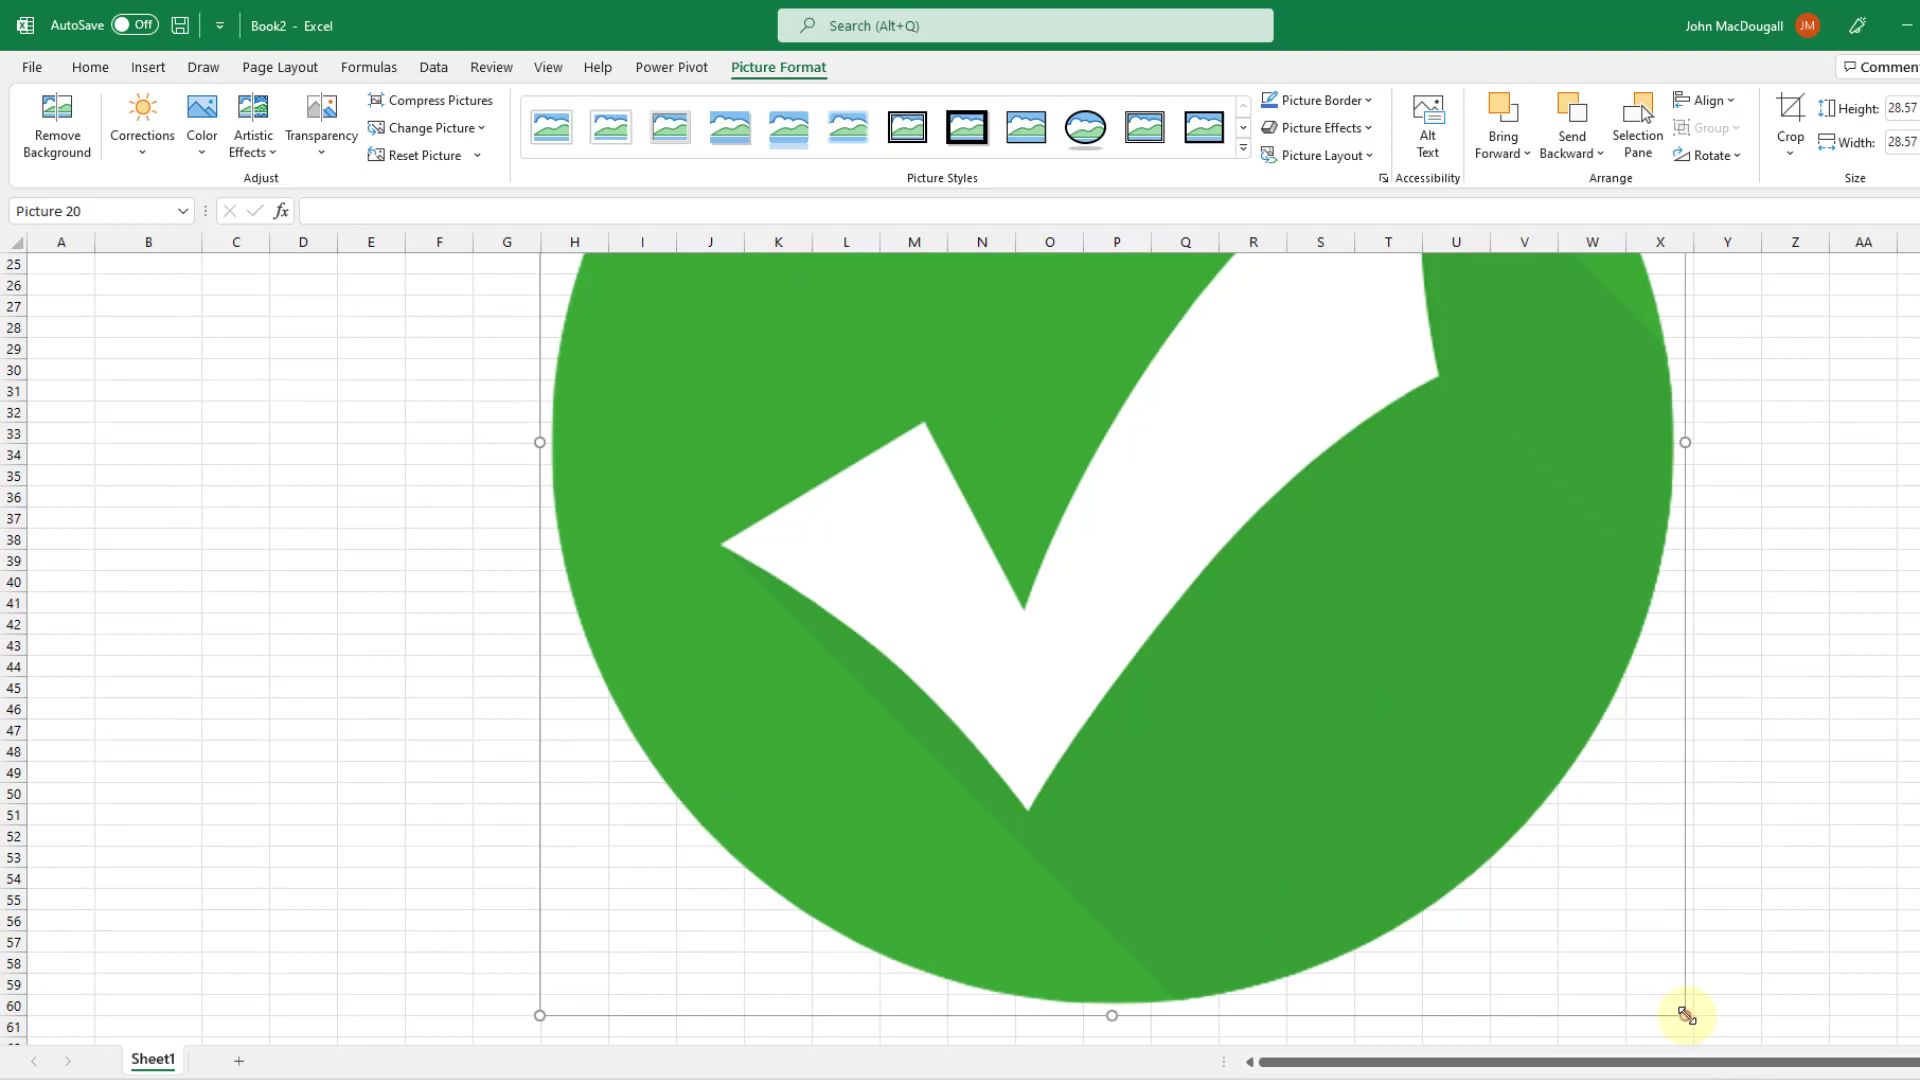 AutoSave Off Book2 - Excel Search (Alt+Q) John MacDougall JM
File Home Insert Draw Page Layout Formulas Data Review View Help Power Pivot Picture Format Commen
Remove Background
Corrections
Color
Artistic Effects
Transparency
Compress Pictures
Change Picture
Reset Picture
Picture Border
Picture Effects
Picture Layout
Alt Text
Bring Forward
Send Backward
Selection Pane
Align
Group
Rotate
Crop
Height: 28.57
Width: 28.57
Adjust Picture Styles Accessibility Arrange Size
Picture 20 fx
A B C D E F G H I J K L M N O P Q R S T U V W X Y Z AA
25
26
27
28
29
30
31
32
33
34
35
36
37
38
39
40
41
42
43
44
45
46
47
48
49
50
51
52
53
54
55
56
57
58
59
60
61
Sheet1